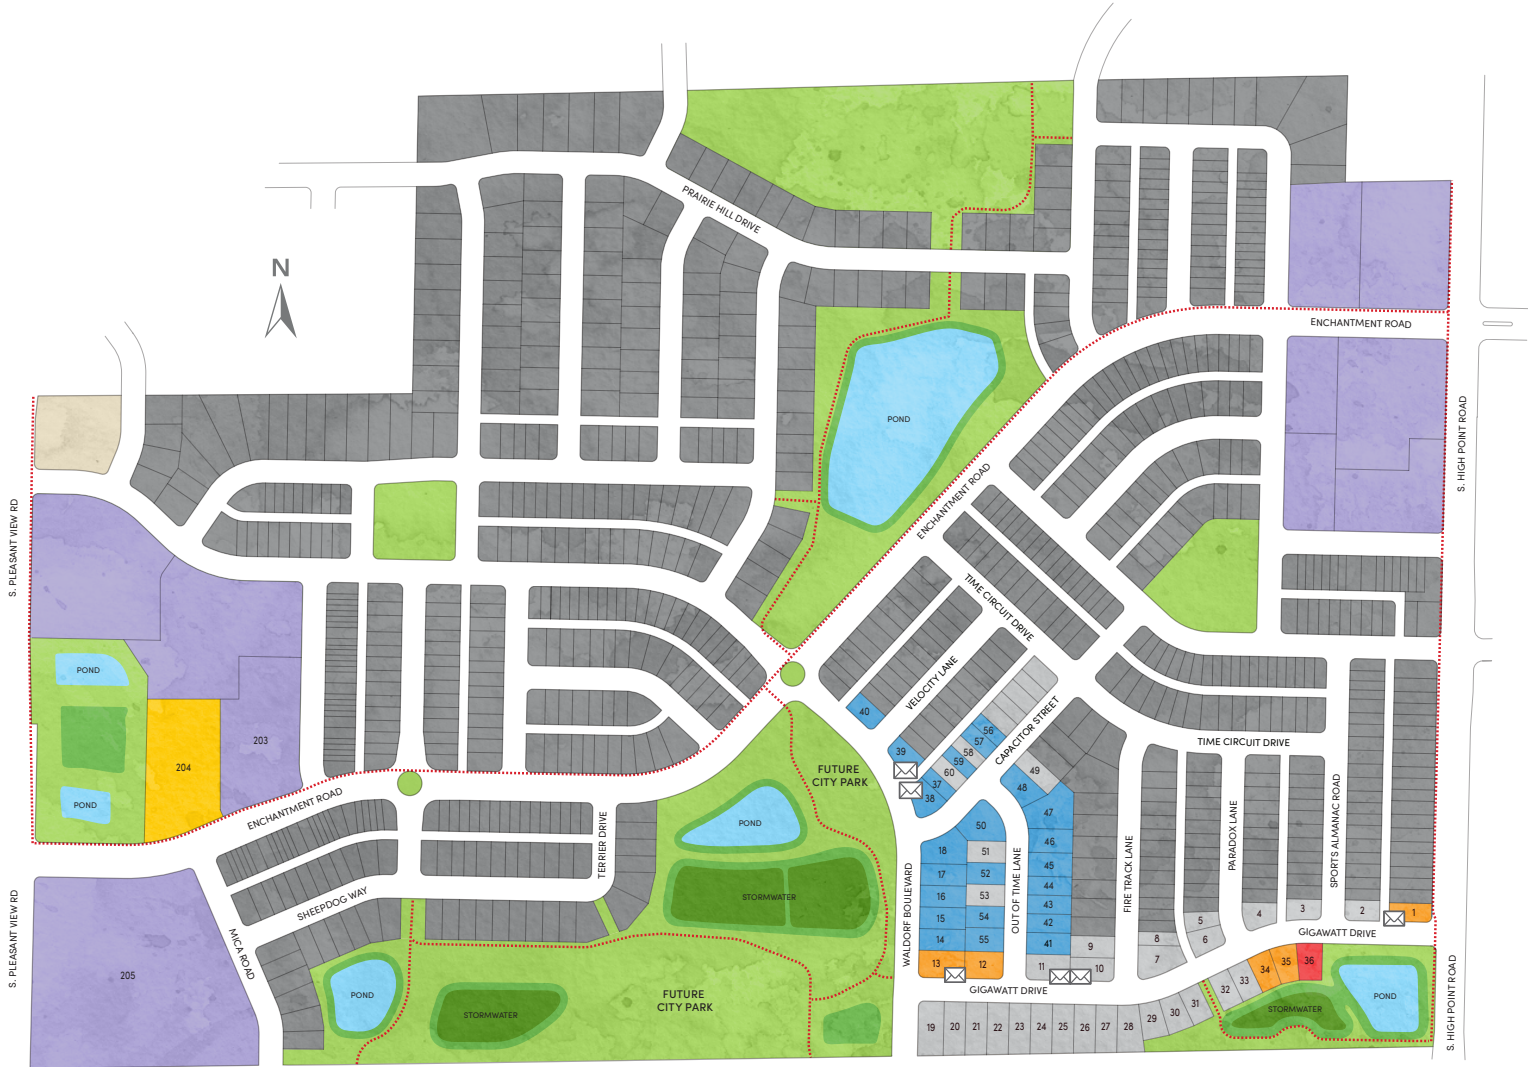 N
PRAIRIE HILL DRIVE
ENCHANTMENT ROAD
S. HIGH POINT ROAD
POND
ENCHANTMENT ROAD
S. PLEASANT VIEW RD
TIME CIRCUIT DRIVE
VELOCITY LANE
POND
204
203
POND
40
39
56
57
58
59
60
37
38
CAPACITOR STREET
TIME CIRCUIT DRIVE
FUTURE
CITY PARK
ENCHANTMENT ROAD
POND
TERRIER DRIVE
SHEEPDOG WAY
MICA ROAD
STORMWATER
WALDORF BOULEVARD
OUT OF TIME LANE
FIRE TRACK LANE
PARADOX LANE
SPORTS ALMANAC ROAD
49
48
47
46
45
44
43
42
41
50
18
51
17
52
16
53
15
54
14
55
13
12
11
10
9
8
7
5
6
4
3
2
1
GIGAWATT DRIVE
GIGAWATT DRIVE
S. PLEASANT VIEW RD
205
POND
STORMWATER
FUTURE
CITY PARK
19
20
21
22
23
24
25
26
27
28
29
30
31
32
33
34
35
36
STORMWATER
POND
S. HIGH POINT ROAD